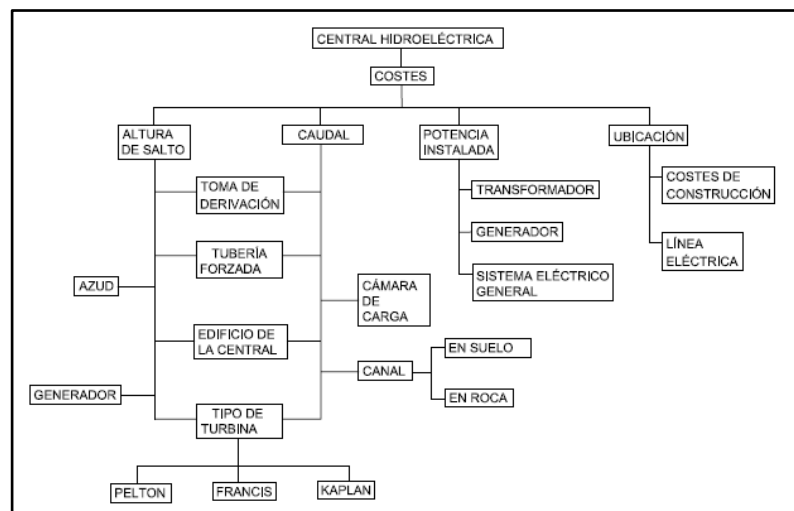 CENTRAL HIDROELÉCTRICA
COSTES
ALTURA
DE SALTO
CAUDAL
POTENCIA
INSTALADA
UBICACIÓN
TOMA DE
DERIVACIÓN
TRANSFORMADOR
COSTES DE
CONSTRUCCIÓN
TUBERÍA
FORZADA
GENERADOR
LÍNEA
ELÉCTRICA
AZUD
CÁMARA
DE
CARGA
SISTEMA ELÉCTRICO
GENERAL
EDIFICIO DE
LA CENTRAL
CANAL
EN SUELO
EN ROCA
GENERADOR
TIPO DE
TURBINA
PELTON
FRANCIS
KAPLAN